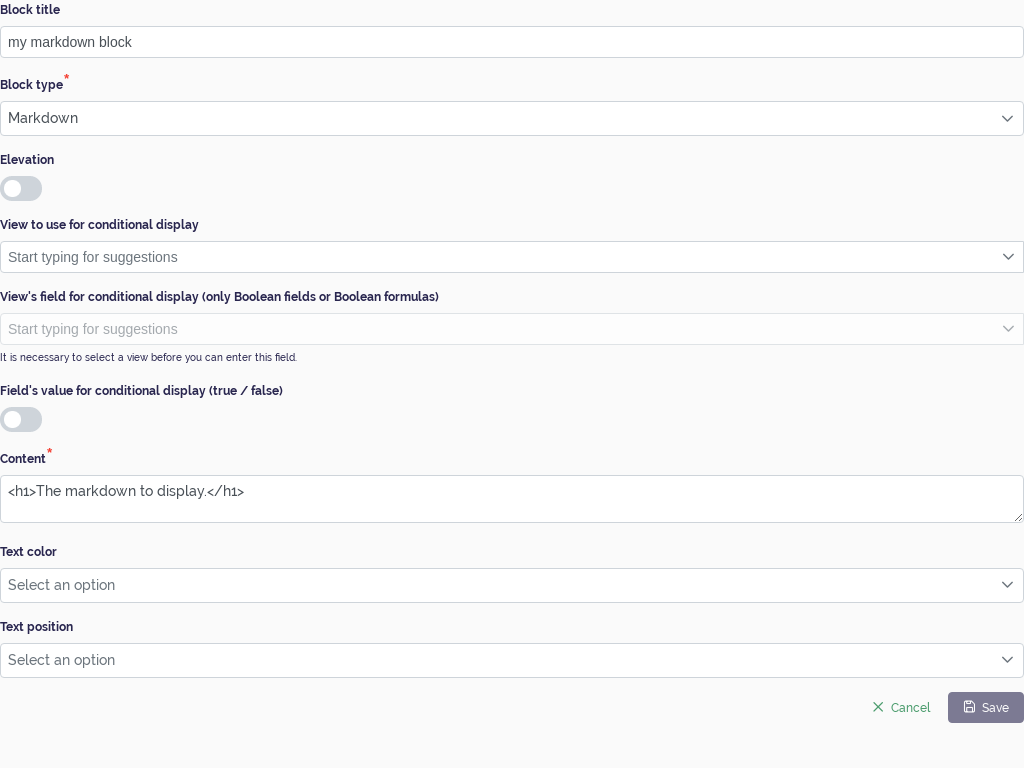 Block title
my markdown block
Block type*
Markdown
Elevation
View to use for conditional display
Start typing for suggestions
View's field for conditional display (only Boolean fields or Boolean formulas)
Start typing for suggestions
It is necessary to select a view before you can enter this field.
Field's value for conditional display (true / false)
Content*
<h1>The markdown to display.</h1>
Text color
Select an option
Text position
Select an option
Cancel Save